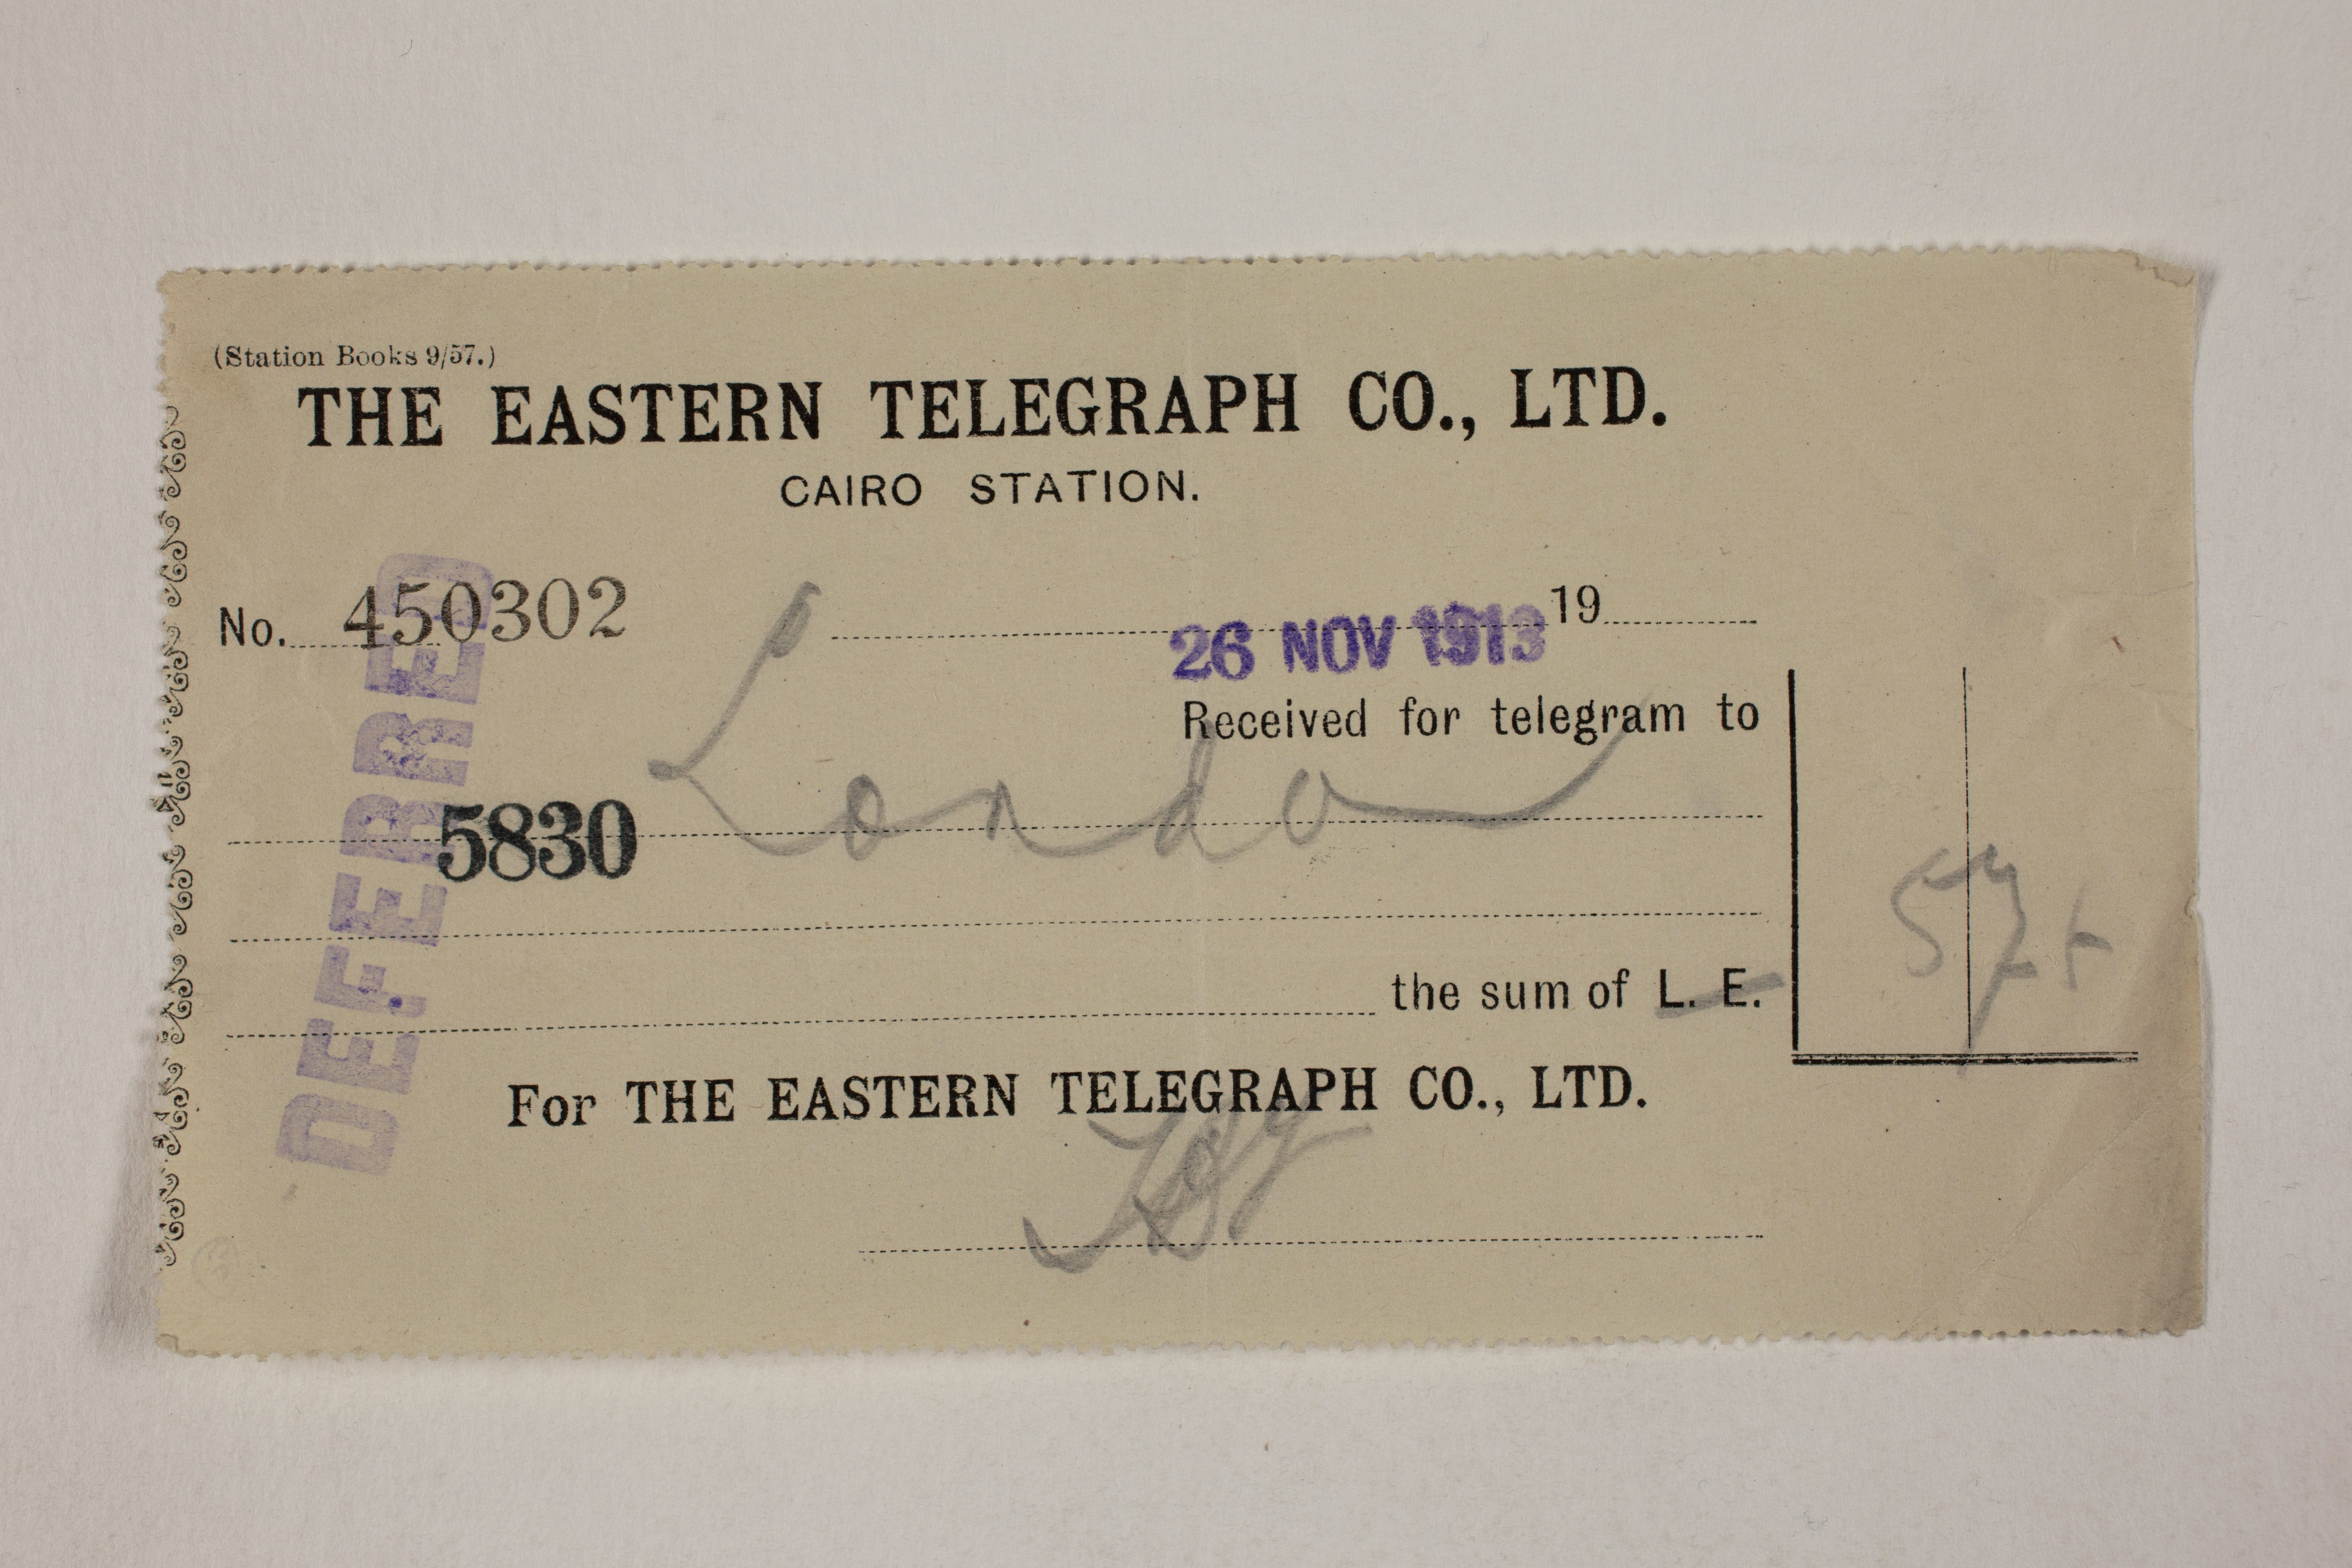 (Station Books 9/57.)
THE EASTERN TELEGRAPH CO., LTD.
CAIRO STATION.
No. 450302 26 NOV 1913 19
Received for telegram to
5830 London
the sum of L. E.
57
For THE EASTERN TELEGRAPH CO., LTD.
DEFERRED